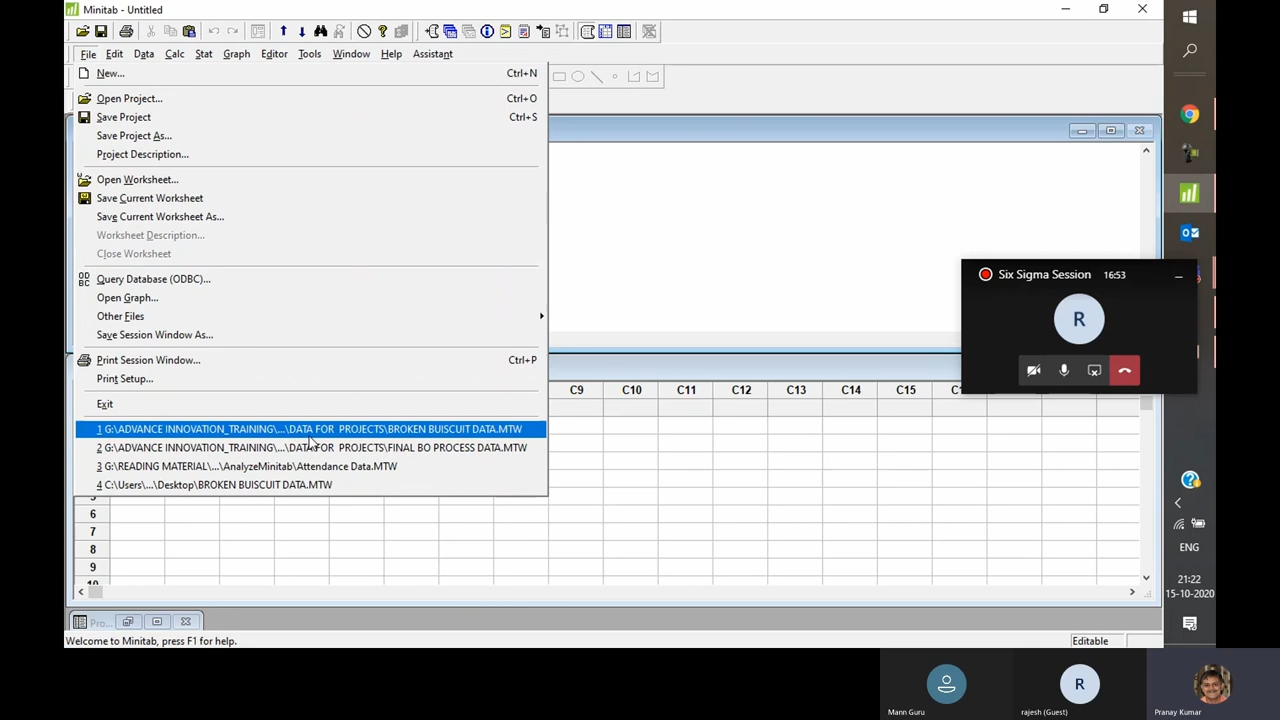 Minitab - Untitled
File Edit Data Calc Stat Graph Editor Tools Window Help Assistant
New... Ctrl+N
Open Project... Ctrl+O
Save Project Ctrl+S
Save Project As...
Project Description...
Open Worksheet...
Save Current Worksheet
Save Current Worksheet As...
Worksheet Description...
Close Worksheet
Query Database (ODBC)...
Open Graph...
Other Files
Save Session Window As...
Print Session Window... Ctrl+P
Print Setup...
Exit
1 G:\ADVANCE INNOVATION_TRAINING\...\DATA FOR PROJECTS\BROKEN BUISCUIT DATA.MTW
2 G:\ADVANCE INNOVATION_TRAINING\...\DATA FOR PROJECTS\FINAL BO PROCESS DATA.MTW
3 G:\READING MATERIAL\...\AnalyzeMinitab\Attendance Data.MTW
4 C:\Users\...\Desktop\BROKEN BUISCUIT DATA.MTW
Six Sigma Session 16:53
R
C9 C10 C11 C12 C13 C14 C15
6
7
8
9
10
Pro...
Welcome to Minitab, press F1 for help. Editable
ENG
21:22
15-10-2020
R
Mann Guru rajesh (Guest) Pranay Kumar